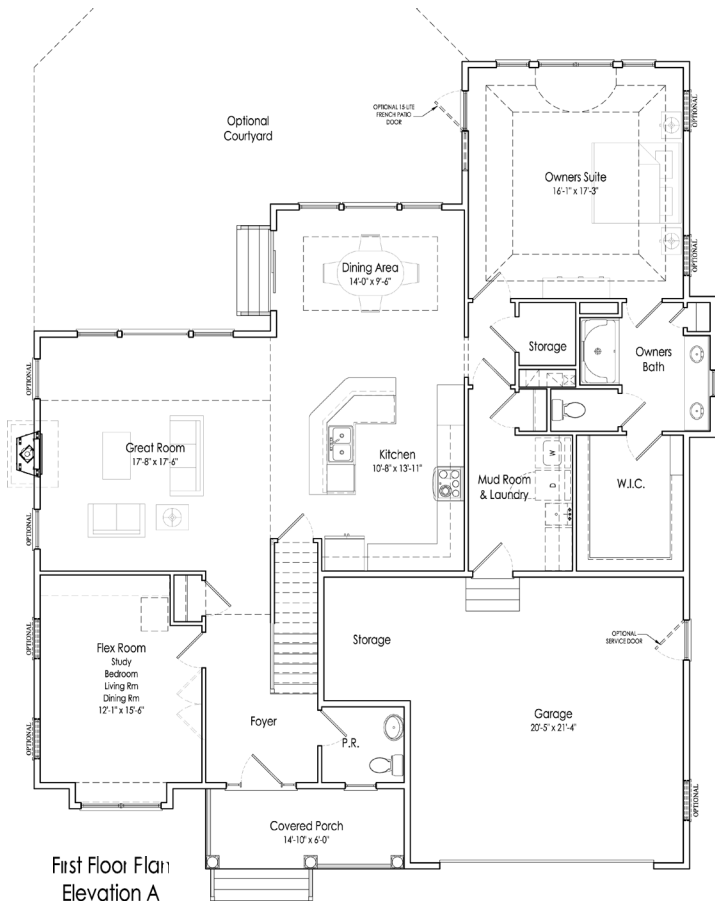 Optional
Courtyard
OPTIONAL 15-LITE
FRENCH PATIO
DOOR
OPTIONAL
Owners Suite
16'-1" x 17'-3"
OPTIONAL
Dining Area
14'-0" x 9'-6"
Storage
Owners
Bath
OPTIONAL
Great Room
17'-8" x 17'-6"
Kitchen
10'-8" x 13'-11"
Mud Room
& Laundry
W
D
W.I.C.
OPTIONAL
OPTIONAL
Flex Room
Study
Bedroom
Living Rm
Dining Rm
12'-1" x 15'-6"
OPTIONAL
Storage
OPTIONAL
SERVICE DOOR
Foyer
P.R.
Garage
20'-5" x 21'-4"
OPTIONAL
Covered Porch
14'-10" x 6'-0"
First Floor Plan
Elevation A